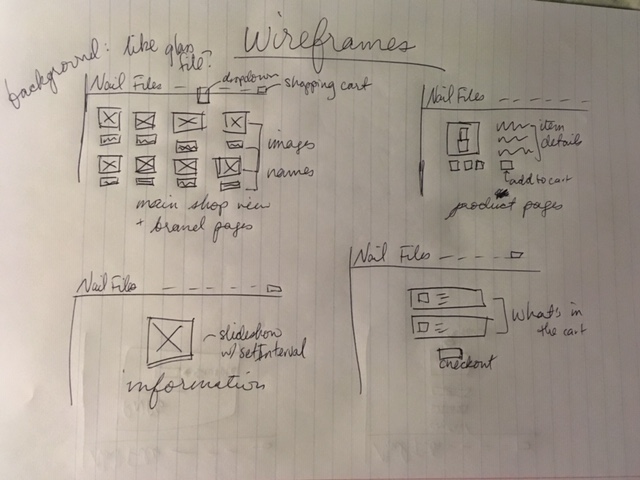 Wireframes
background: like glass
file?
Nail Files
dropdown
shopping cart
images
names
main shop view
+ brand pages
Nail Files
item
details
add to cart
product pages
Nail Files
slideshow
w/ setInterval
information
Nail Files
What's in
the cart
checkout